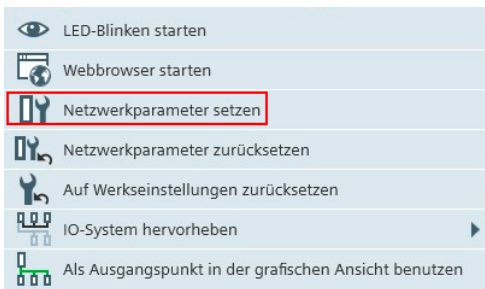 LED-Blinken starten
Webbrowser starten
Netzwerkparameter setzen
Netzwerkparameter zurücksetzen
Auf Werkseinstellungen zurücksetzen
IO-System hervorheben
Als Ausgangspunkt in der grafischen Ansicht benutzen